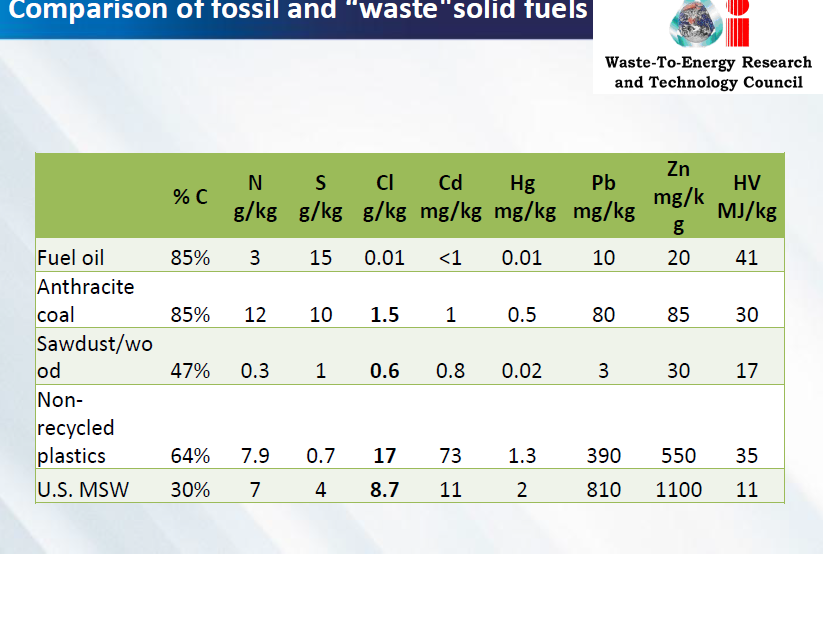 Comparison of fossil and “waste"solid fuels
Waste-To-Energy Research
and Technology Council
% C N g/kg S g/kg Cl g/kg Cd mg/kg Hg mg/kg Pb mg/kg Zn mg/k g HV MJ/kg
Fuel oil 85% 3 15 0.01 <1 0.01 10 20 41
Anthracite
coal 85% 12 10 1.5 1 0.5 80 85 30
Sawdust/wo
od 47% 0.3 1 0.6 0.8 0.02 3 30 17
Non-
recycled
plastics 64% 7.9 0.7 17 73 1.3 390 550 35
U.S. MSW 30% 7 4 8.7 11 2 810 1100 11